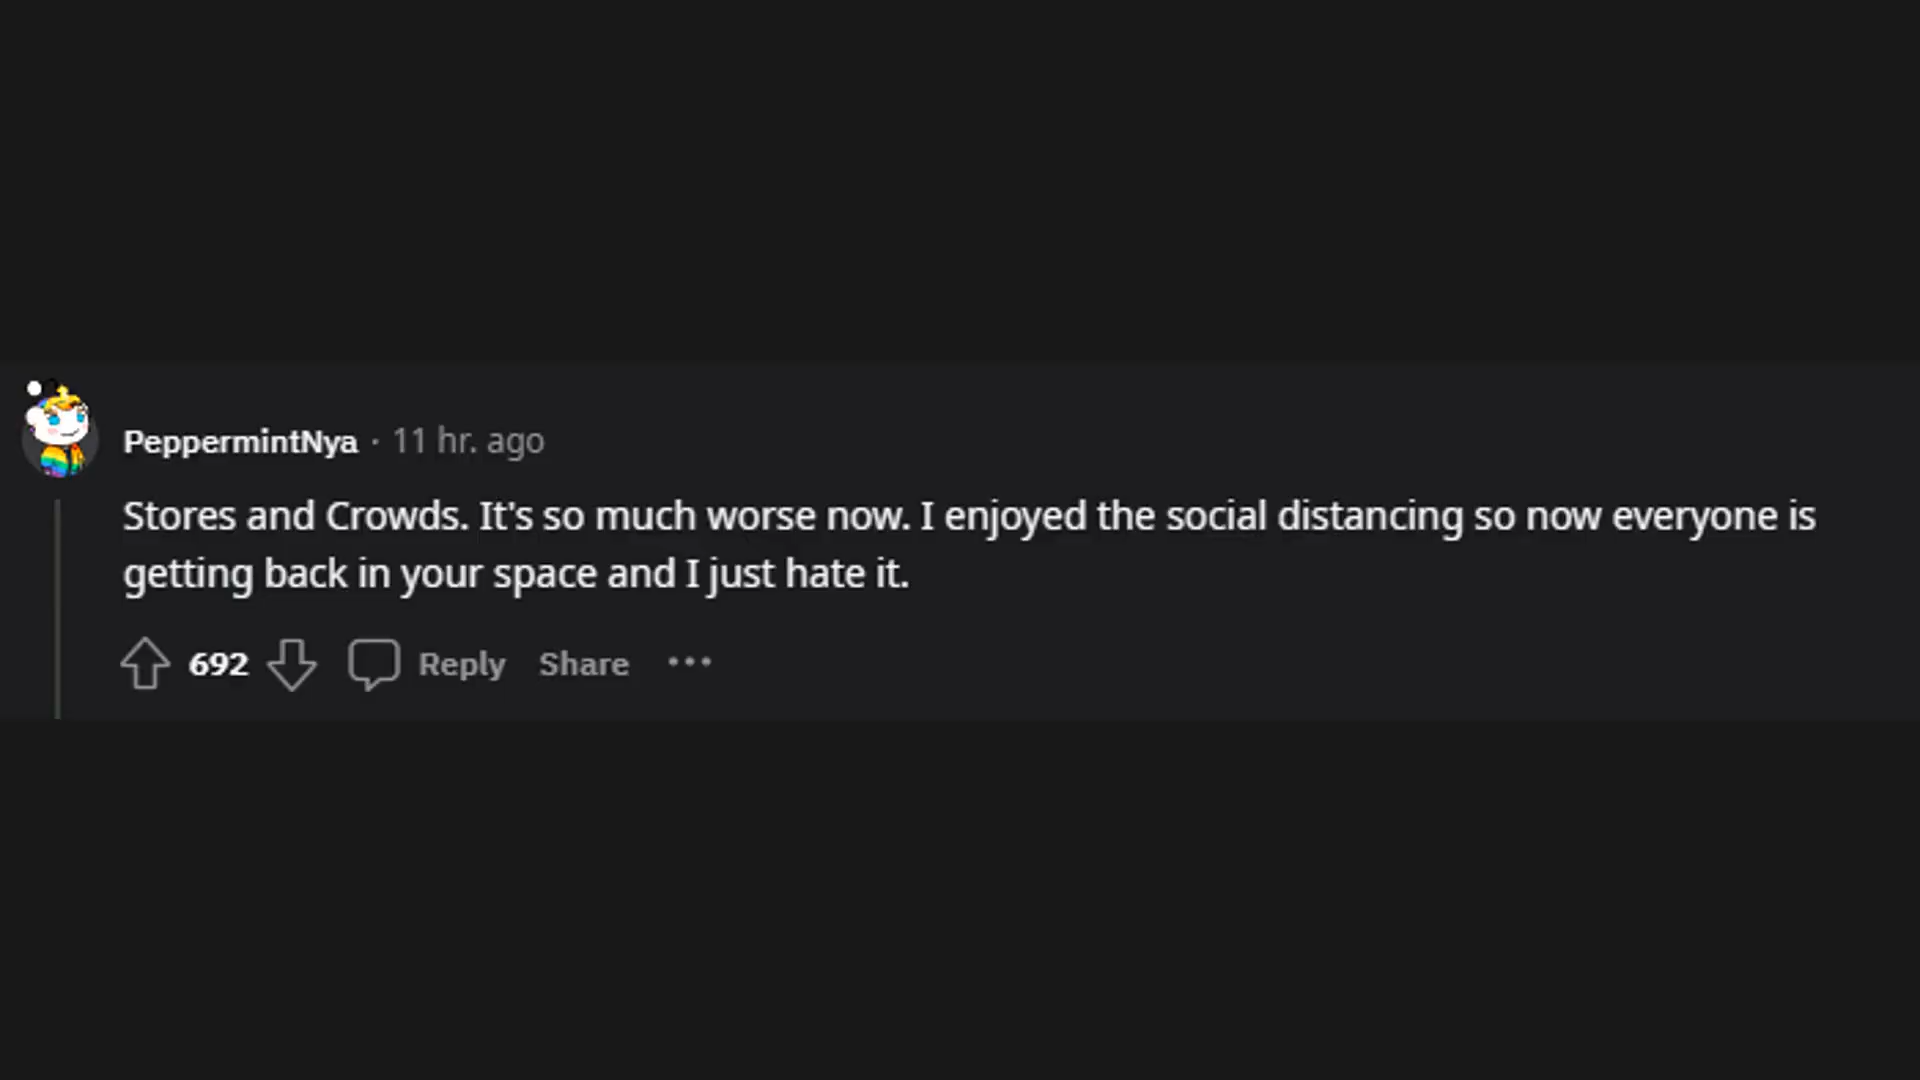 PeppermintNya · 11 hr. ago
Stores and Crowds. It's so much worse now. I enjoyed the social distancing so now everyone is
getting back in your space and I just hate it.
692 Reply Share ···